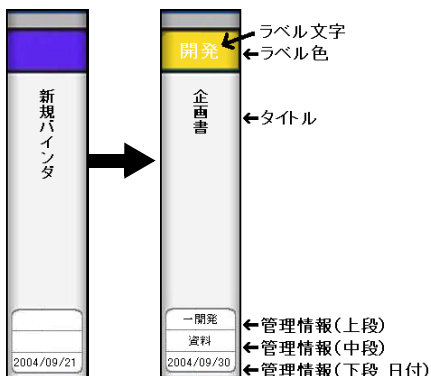 新規バインダ
2004/09/21
開発
企画書
一開発
資料
2004/09/30
ラベル文字
←ラベル色
←タイトル
←管理情報(上段)
←管理情報(中段)
←管理情報(下段 日付)